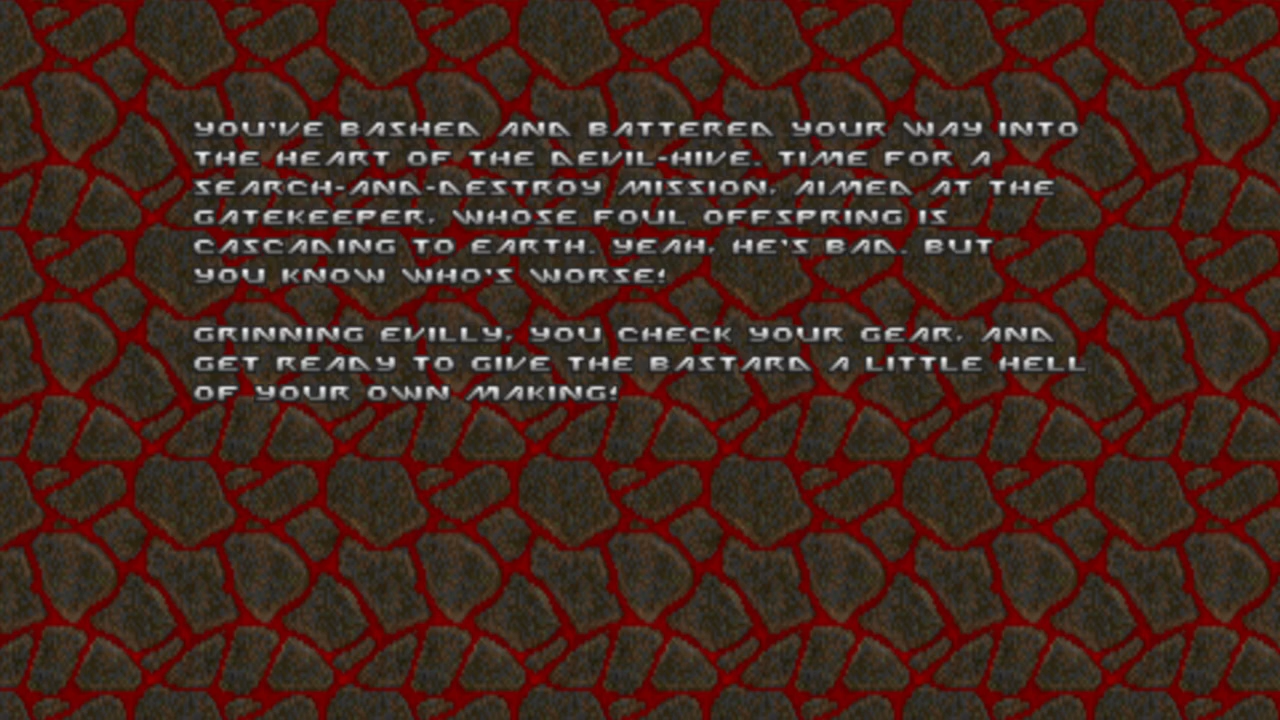 YOU'VE BASHED AND BATTERED YOUR WAY INTO
THE HEART OF THE DEVIL-HIVE. TIME FOR A
SEARCH-AND-DESTROY MISSION, AIMED AT THE
GATEKEEPER, WHOSE FOUL OFFSPRING IS
CASCADING TO EARTH. YEAH, HE'S BAD. BUT
YOU KNOW WHO'S WORSE!
GRINNING EVILLY, YOU CHECK YOUR GEAR, AND
GET READY TO GIVE THE BASTARD A LITTLE HELL
OF YOUR OWN MAKING!